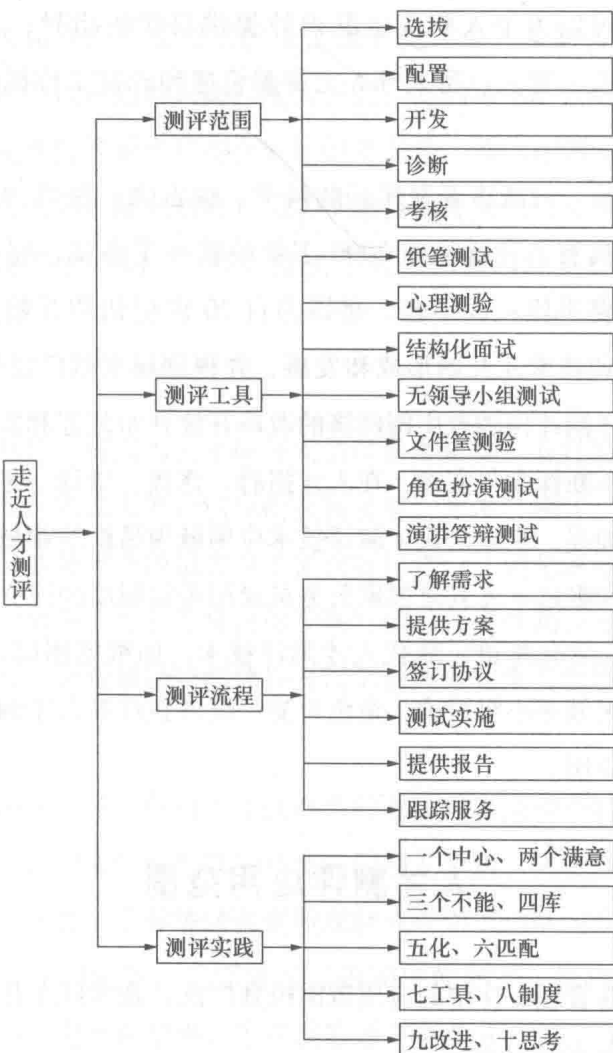 走近人才测评
测评范围
选拔
配置
开发
诊断
考核
测评工具
纸笔测试
心理测验
结构化面试
无领导小组测试
文件筐测验
角色扮演测试
演讲答辩测试
测评流程
了解需求
提供方案
签订协议
测试实施
提供报告
跟踪服务
测评实践
一个中心、两个满意
三个不能、四库
五化、六匹配
七工具、八制度
九改进、十思考